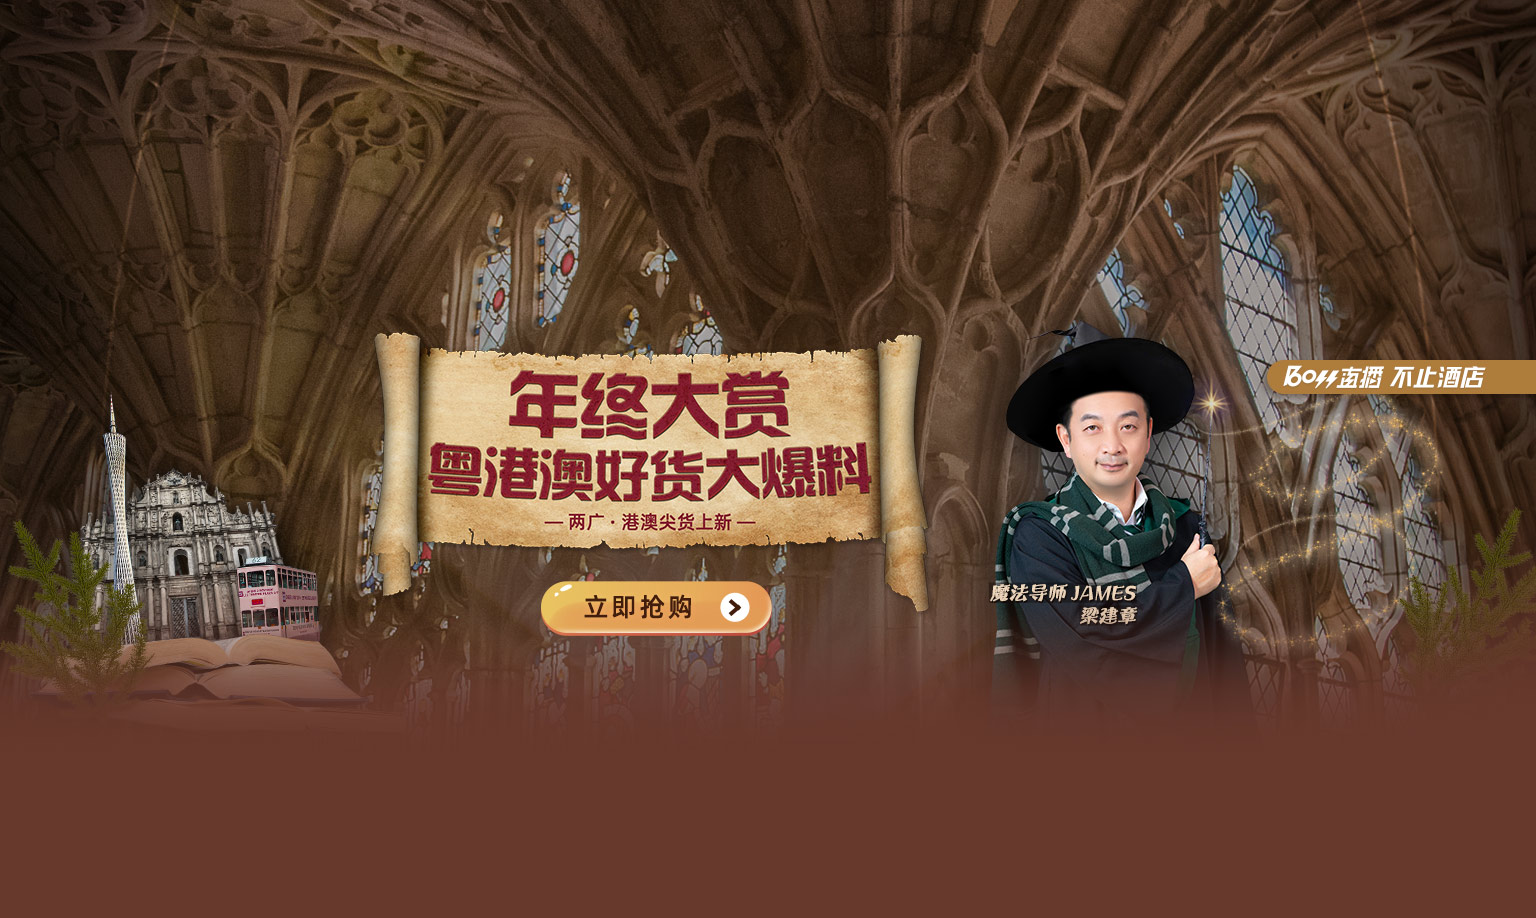 年终大赏
粤港澳好货大爆料
— 两广 · 港澳尖货上新 —
立即抢购
BOSS直播 不止酒店
魔法导师 JAMES
梁建章